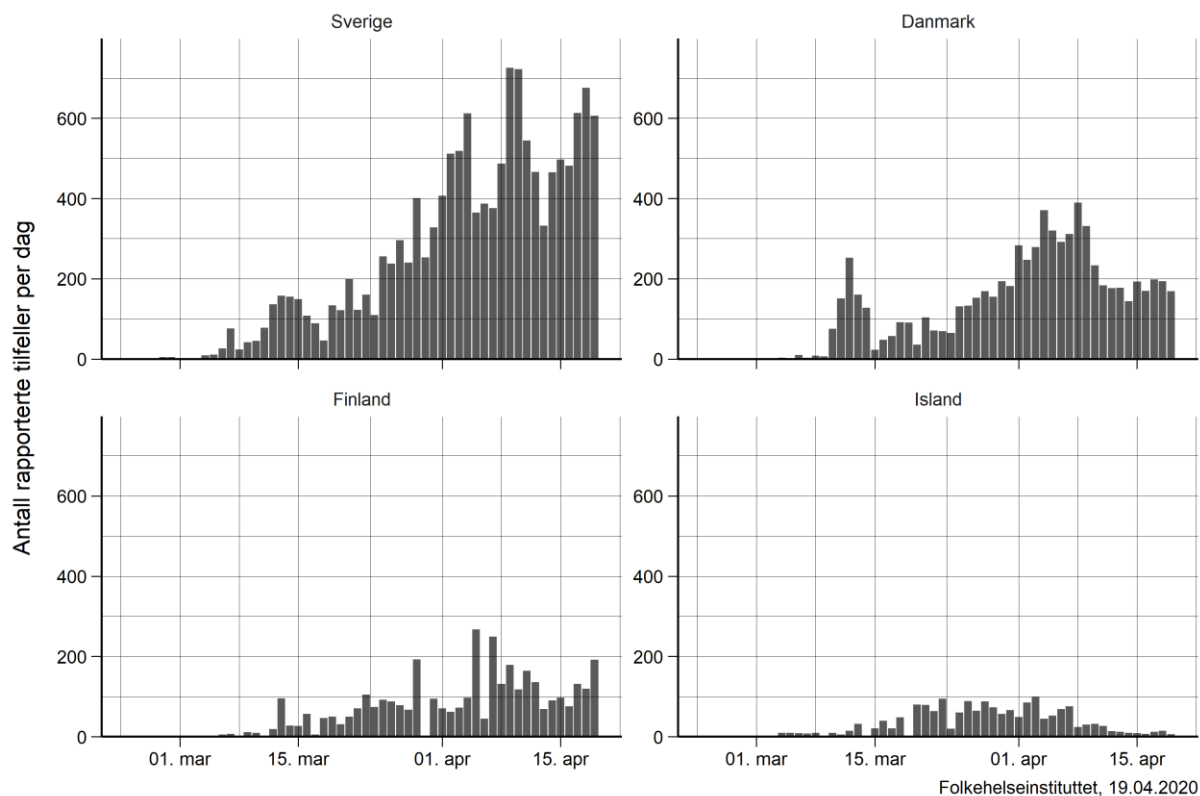 Sverige
Danmark
600
400
200
0
600
400
200
0
Finland
Island
600
400
200
0
600
400
200
0
01. mar
15. mar
01. apr
15. apr
01. mar
15. mar
01. apr
15. apr
Antall rapporterte tilfeller per dag
Folkehelseinstituttet, 19.04.2020